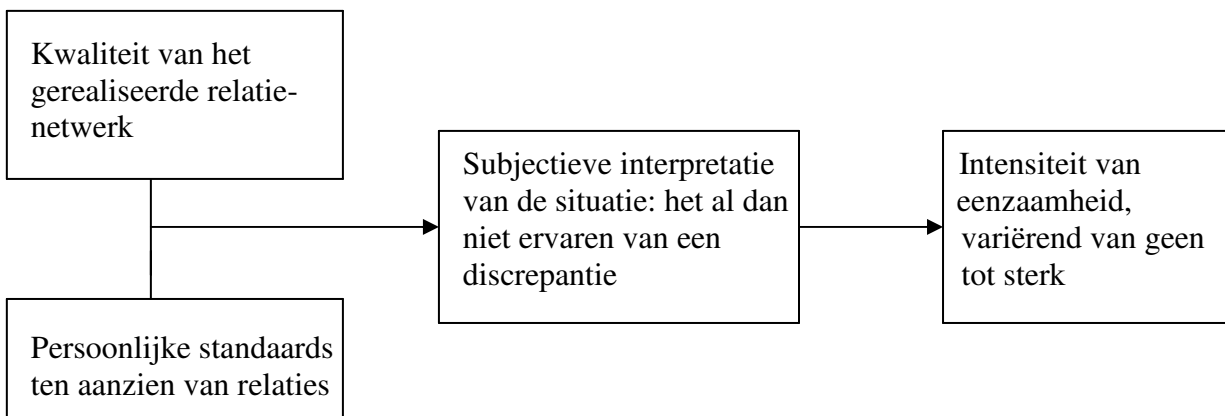 Kwaliteit van het
gerealiseerde relatie-
netwerk
Subjectieve interpretatie
van de situatie: het al dan
niet ervaren van een
discrepantie
Intensiteit van
eenzaamheid,
variërend van geen
tot sterk
Persoonlijke standaards
ten aanzien van relaties